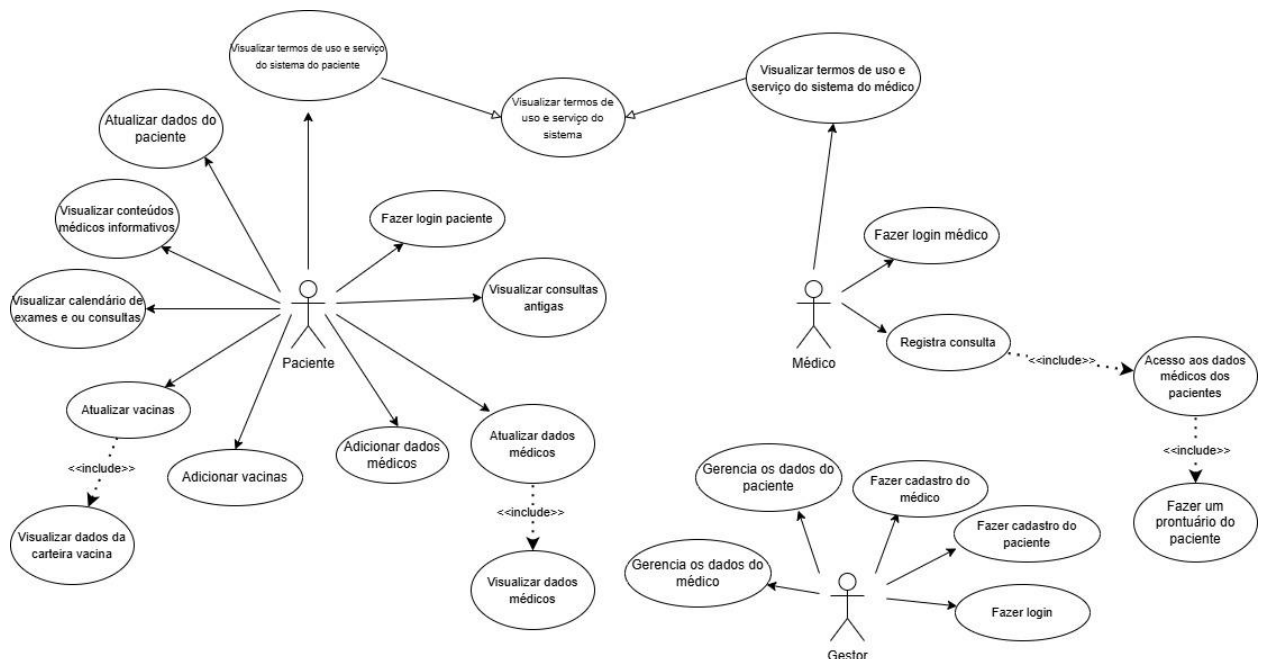 Visualizar termos de uso e serviço
do sistema do paciente
Visualizar termos de
uso e serviço do
sistema
Visualizar termos de uso e
serviço do sistema do médico
Atualizar dados do
paciente
Visualizar conteúdos
médicos informativos
Fazer login paciente
Fazer login médico
Visualizar calendário de
exames e ou consultas
Visualizar consultas
antigas
Paciente
Médico
Registra consulta
<<include>>
Acesso aos dados
médicos dos
pacientes
Atualizar vacinas
<<include>>
Adicionar vacinas
Adicionar dados
médicos
Atualizar dados
médicos
<<include>>
Visualizar dados da
carteira vacina
<<include>>
Visualizar dados
médicos
Gerencia os dados do
paciente
Fazer cadastro do
médico
Fazer cadastro do
paciente
Fazer um
prontuário do
paciente
Gerencia os dados do
médico
Fazer login
Gestor